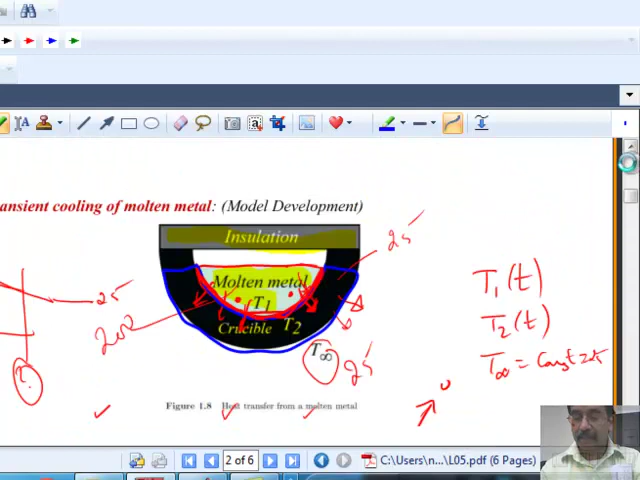 ansient cooling of molten metal: (Model Development)
Insulation
25
Molten metal
T1
Crucible T2
25
200
T∞
25
?
T1(t)
T2(t)
T∞ = Const = 25
Figure 1.8 Heat transfer from a molten metal
2 of 6
C:\Users\n...\L05.pdf (6 Pages)